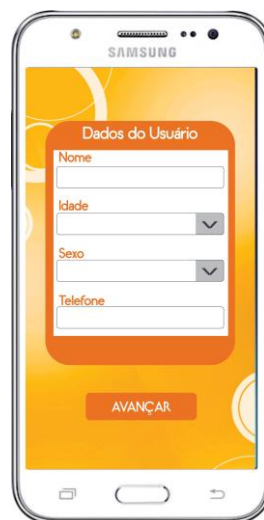 SAMSUNG
Dados do Usuário
Nome
Idade
Sexo
Telefone
AVANÇAR